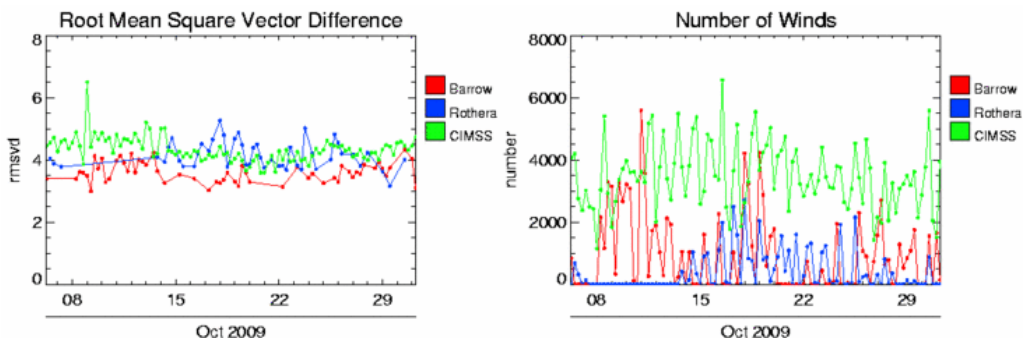 Root Mean Square Vector Difference
8
6
4
2
0
rmsvd
08 15 22 29
Oct 2009
Barrow
Rothera
CIMSS
Number of Winds
8000
6000
4000
2000
0
number
08 15 22 29
Oct 2009
Barrow
Rothera
CIMSS